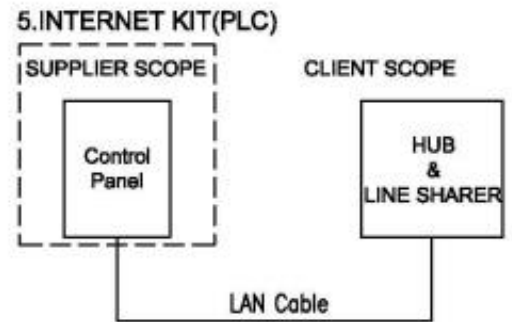 5.INTERNET KIT(PLC)
SUPPLIER SCOPE
CLIENT SCOPE
Control
Panel
HUB
&
LINE SHARER
LAN Cable